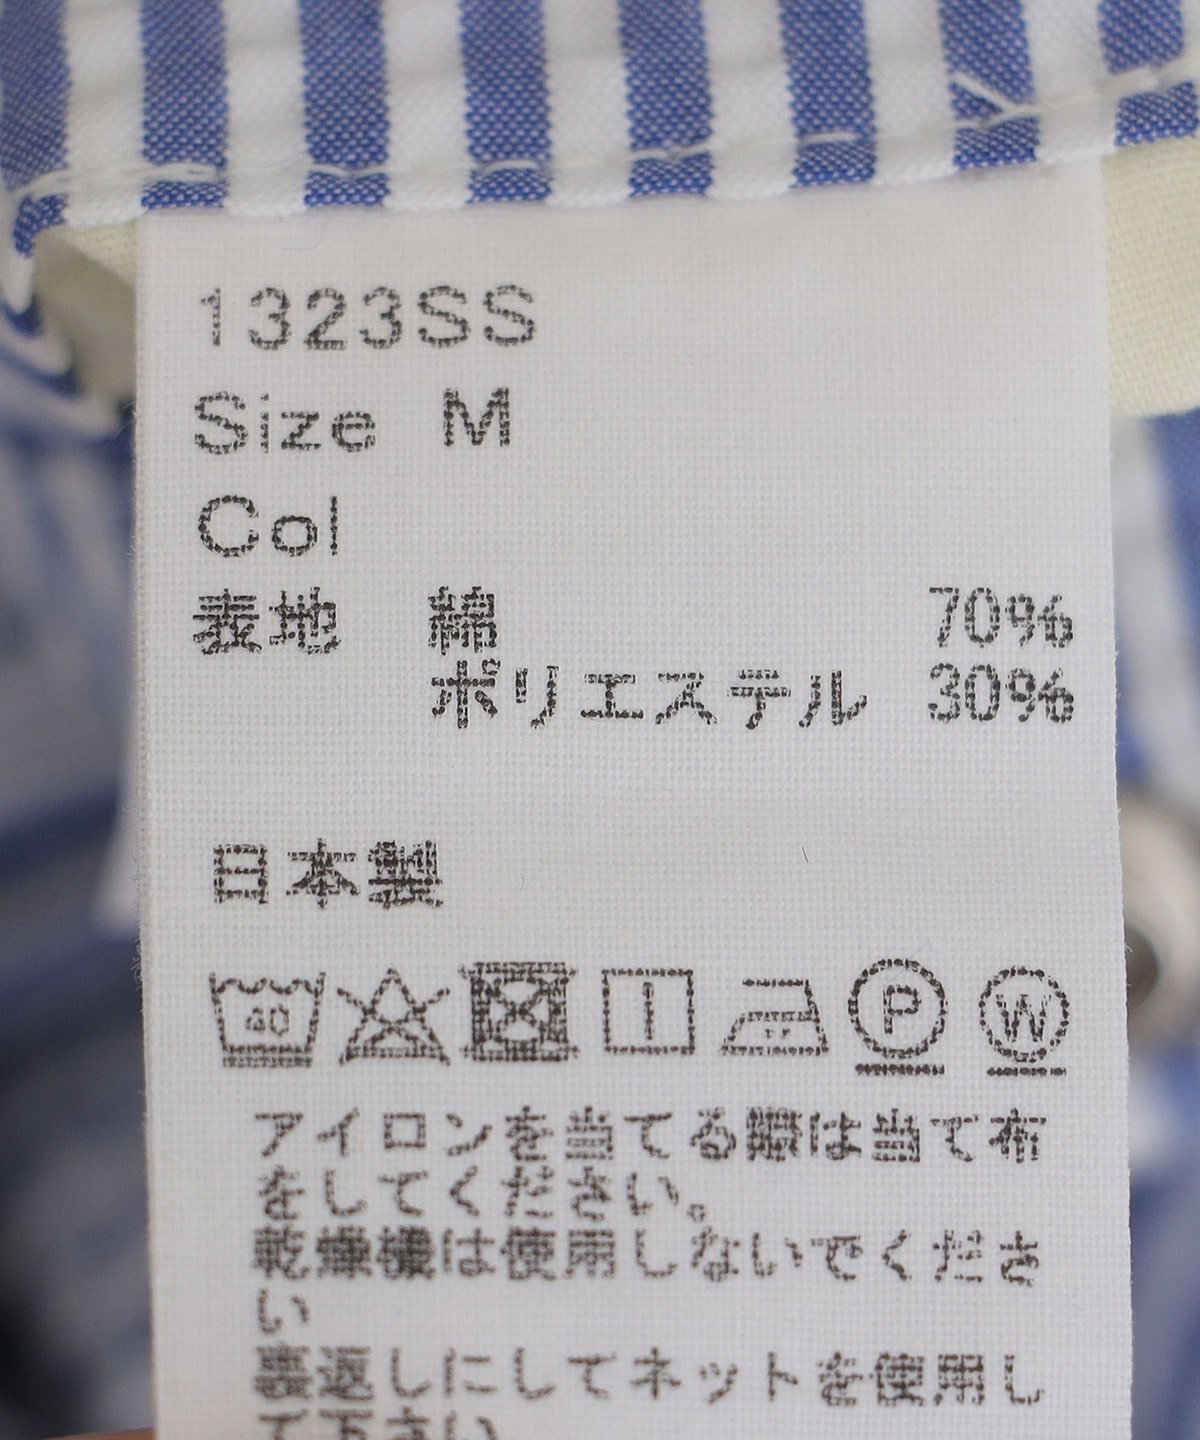 1323SS
Size M
Col
表地 綿 70%
ポリエステル 30%
日本製
40 P W
アイロンを当てる際は当て布
をしてください。
乾燥機は使用しないでくださ
い
裏返しにしてネットを使用し
て下さい